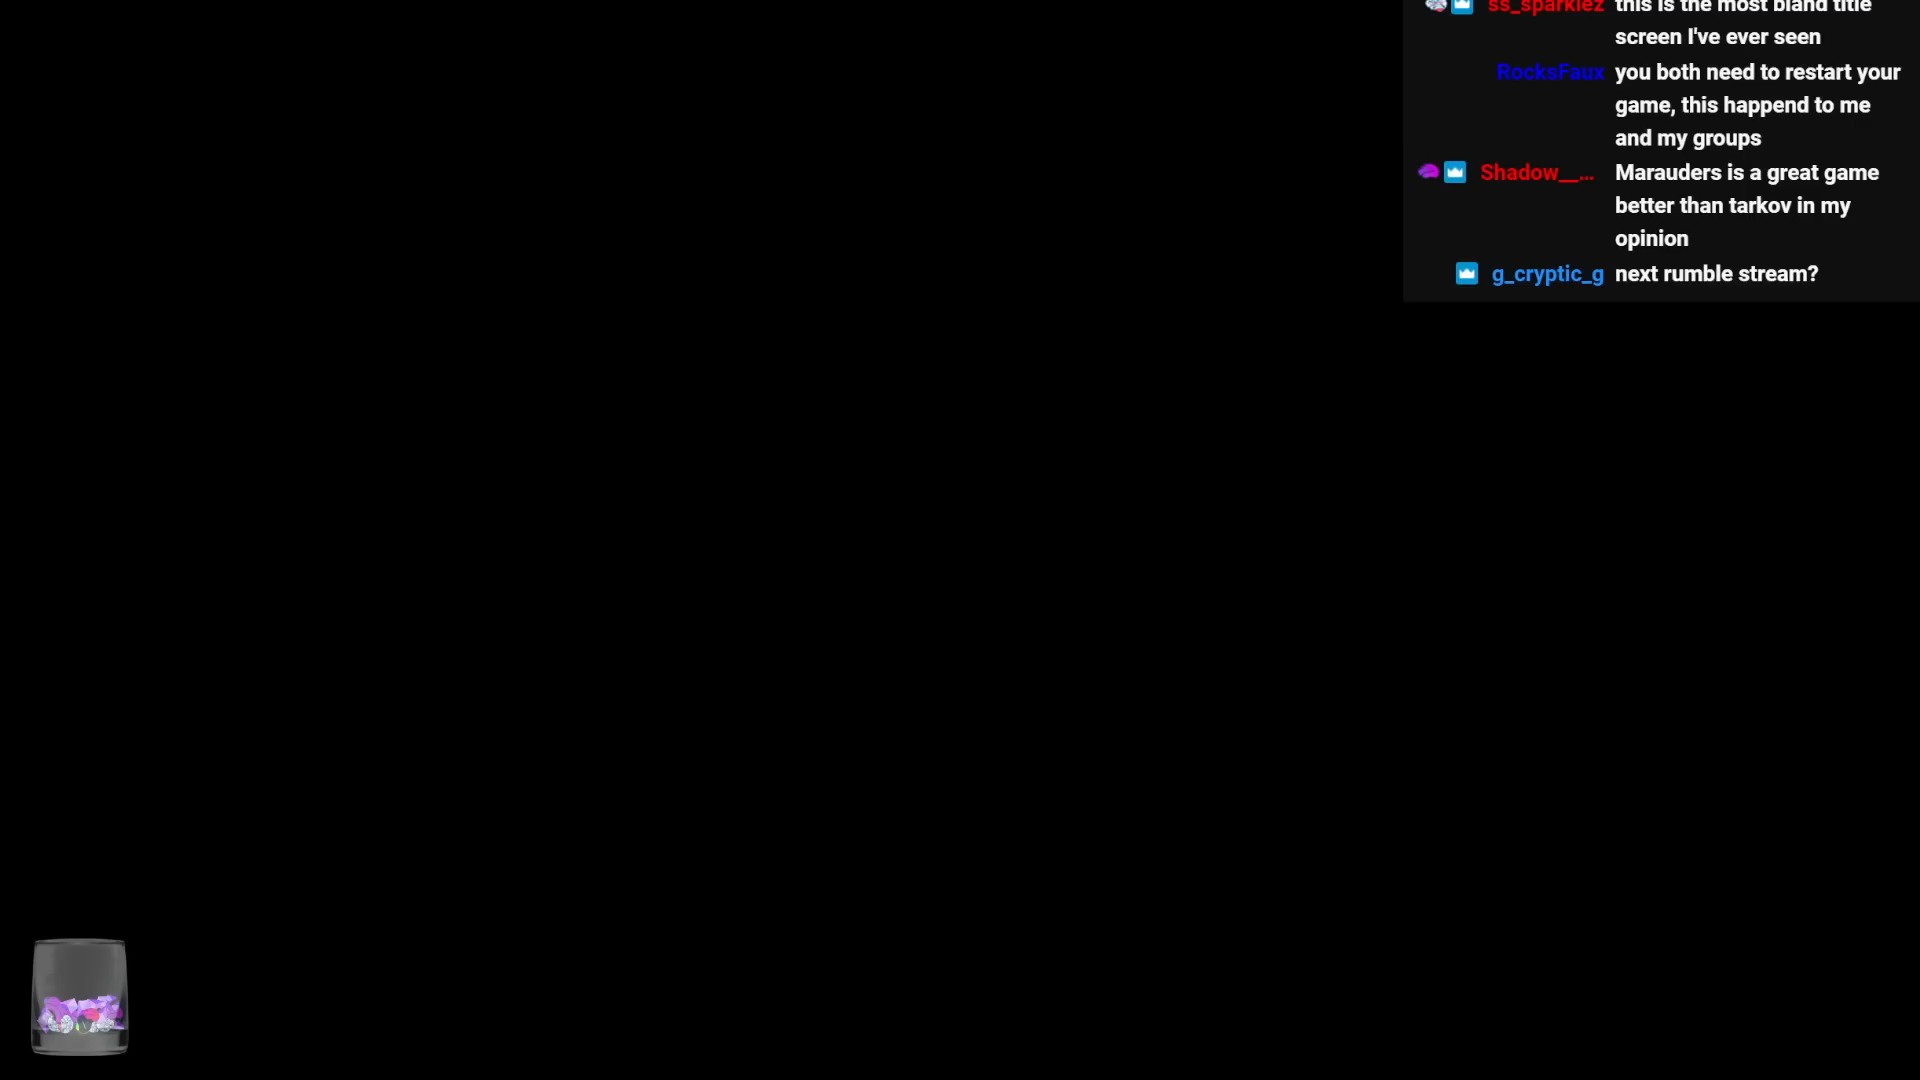 ss_sparklez this is the most bland title
screen I've ever seen
RocksFaux you both need to restart your
game, this happend to me
and my groups
Shadow__... Marauders is a great game
better than tarkov in my
opinion
g_cryptic_g next rumble stream?